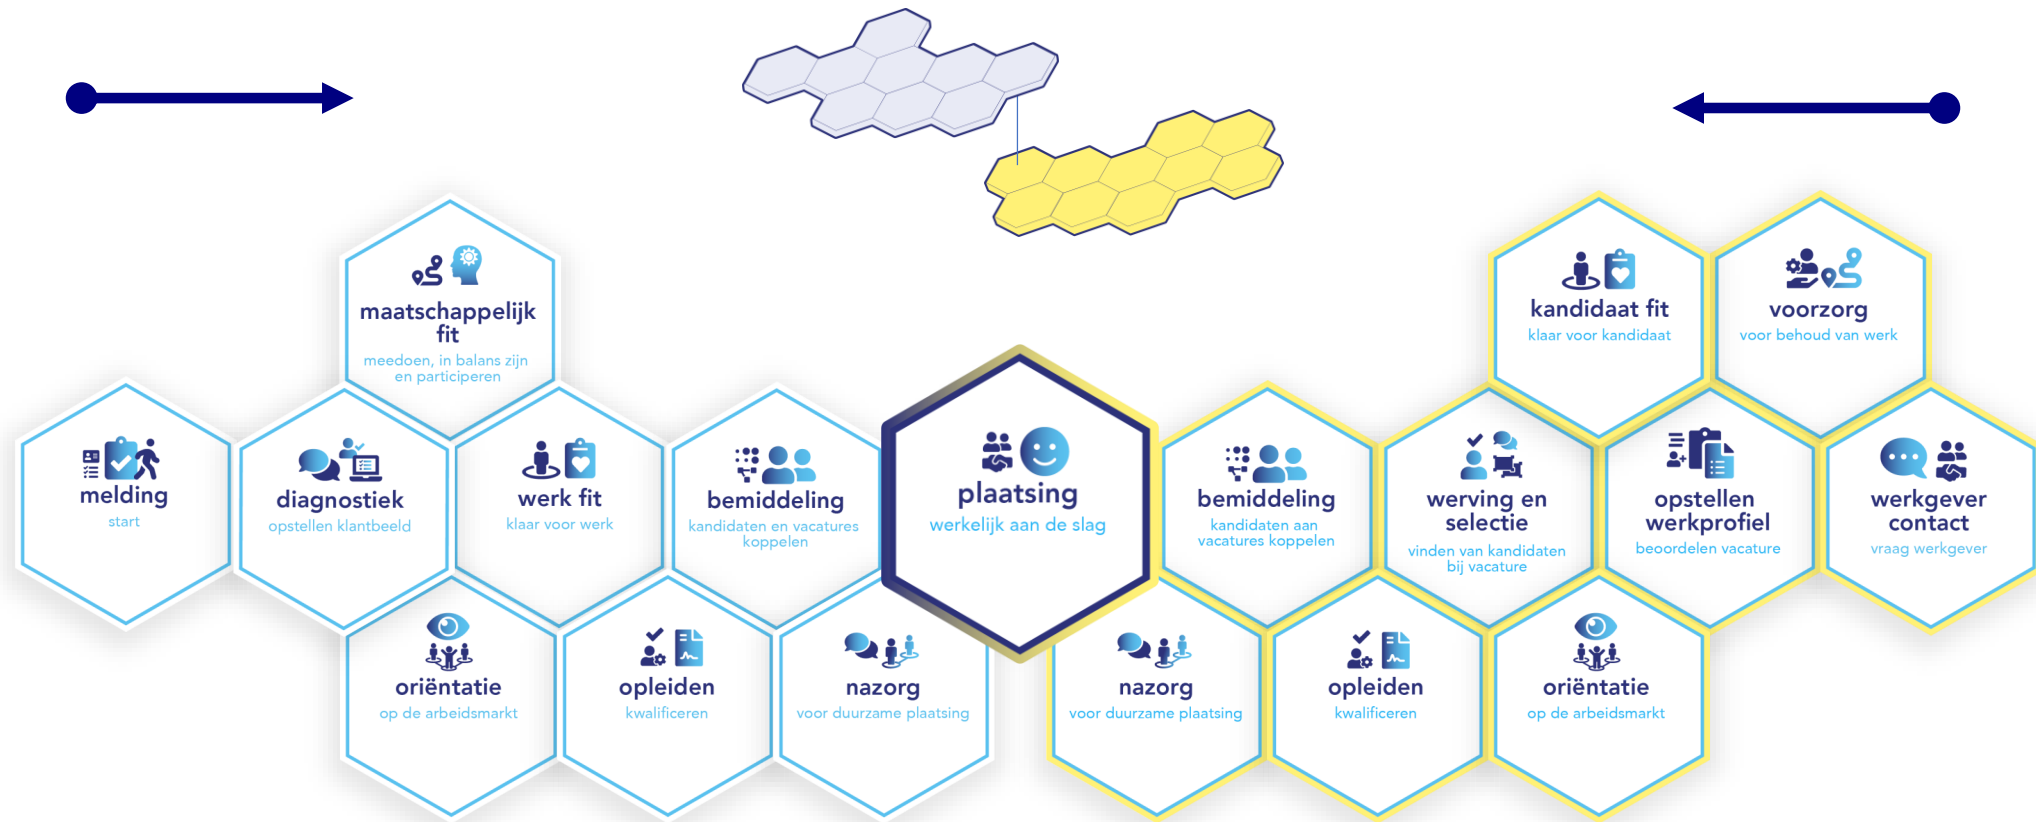 maatschappelijk
fit
meedoen, in balans zijn
en participeren
kandidaat fit
klaar voor kandidaat
voorzorg
voor behoud van werk
melding
start
diagnostiek
opstellen klantbeeld
werk fit
klaar voor werk
bemiddeling
kandidaten en vacatures
koppelen
plaatsing
werkelijk aan de slag
bemiddeling
kandidaten aan
vacatures koppelen
werving en
selectie
vinden van kandidaten
bij vacature
opstellen
werkprofiel
beoordelen vacature
werkgever
contact
vraag werkgever
oriëntatie
op de arbeidsmarkt
opleiden
kwalificeren
nazorg
voor duurzame plaatsing
nazorg
voor duurzame plaatsing
opleiden
kwalificeren
oriëntatie
op de arbeidsmarkt